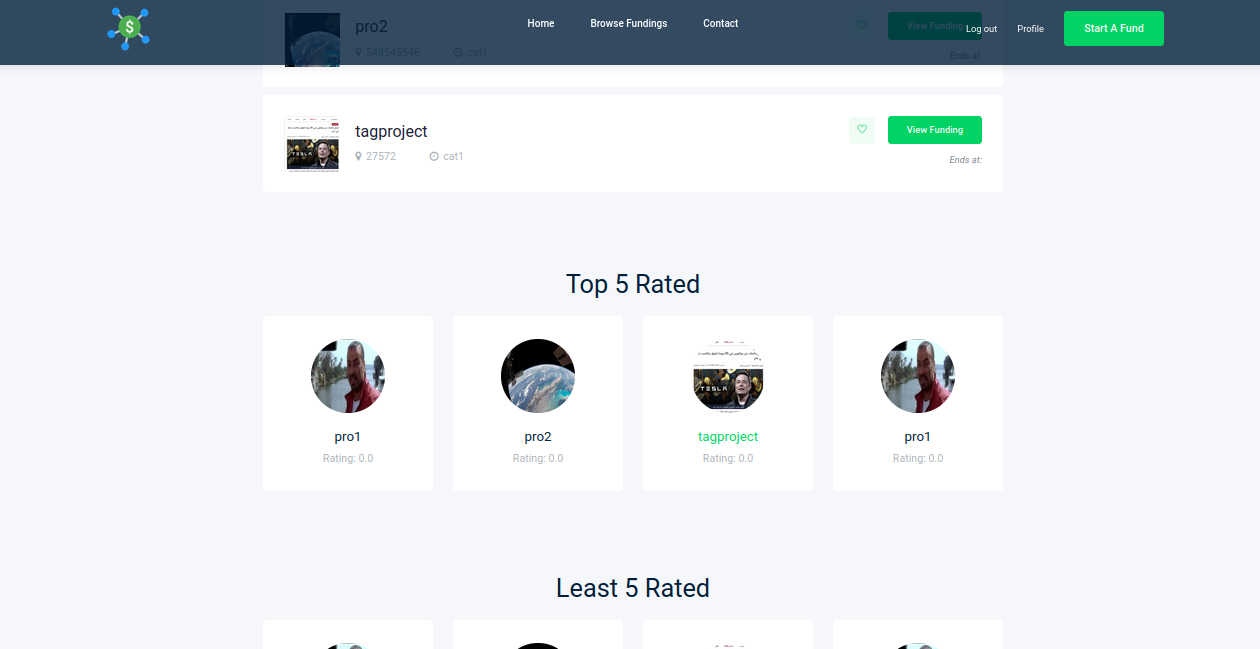 $
Home
Browse Fundings
Contact
Log out
Profile
Start A Fund
pro2
View Funding
548545546
cat1
Ends at:
tagproject
View Funding
27572
cat1
Ends at:
Top 5 Rated
TESLA
pro1
pro2
tagproject
pro1
Rating: 0.0
Rating: 0.0
Rating: 0.0
Rating: 0.0
Least 5 Rated